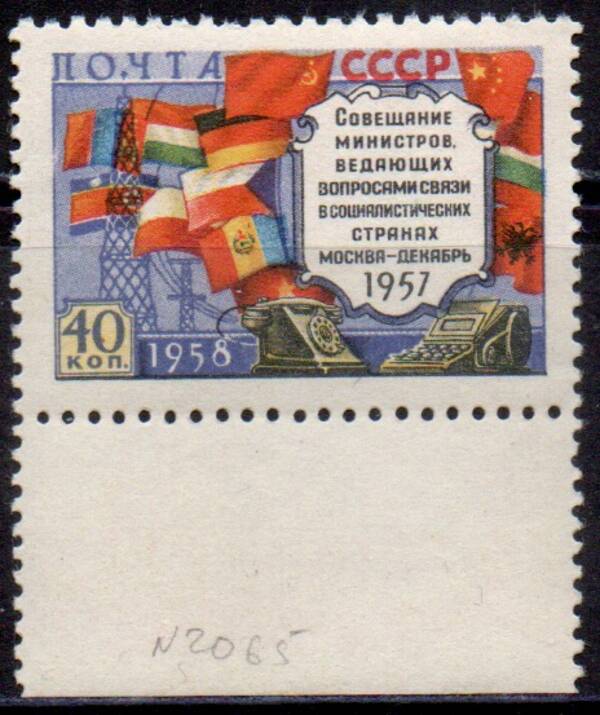 ПОЧТА СССР
Совещание
министров,
ведающих
вопросами связи
в социалистических
странах
Москва–декабрь
1957
40
коп.
1958
N2065